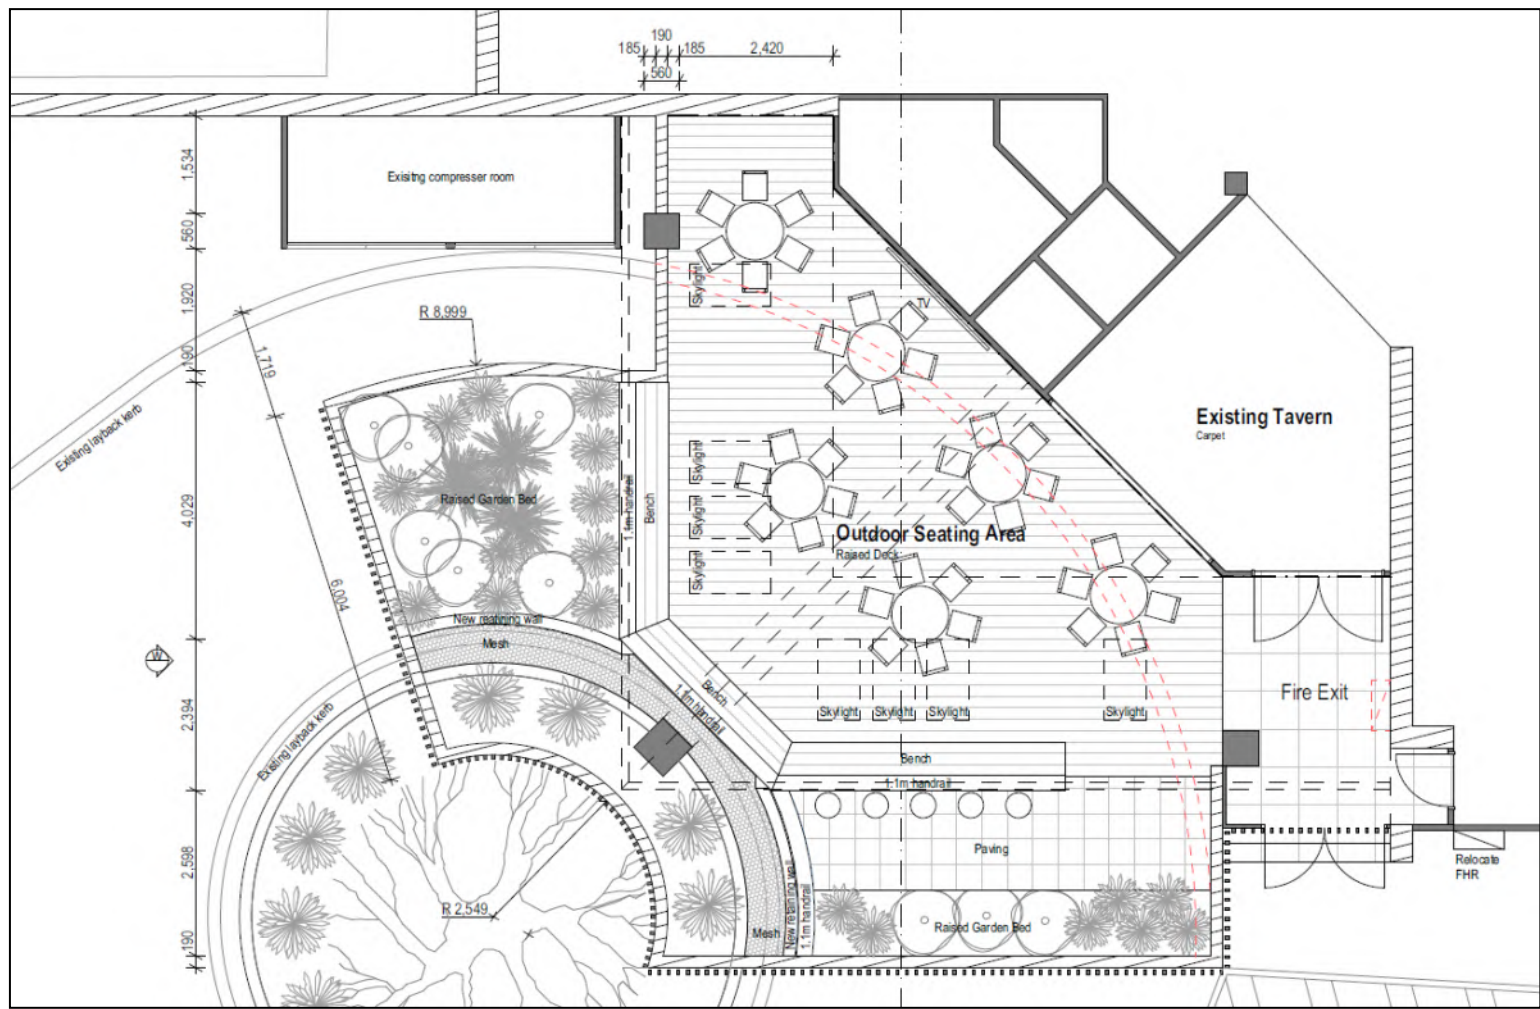 190
185
185
2,420
560
1,534
Exisitng compresser room
560
1,920
Skylight
TV
R 8,999
190
1,719
Existing layback kerb
Existing Tavern
Carpet
Skylight
Raised Garden Bed
1.1m handrail
Bench
Skylight
4,029
Outdoor Seating Area
Raised Deck
Skylight
6,004
New reatining wall
Mesh
W
Bench
1.1m handrail
Fire Exit
2,394
Existing layback kerb
Skylight
Skylight
Skylight
Skylight
Bench
1.1m handrail
2,598
Paving
Relocate
FHR
R 2,549
New retaining wall
1.1m handrail
Raised Garden Bed
Mesh
190